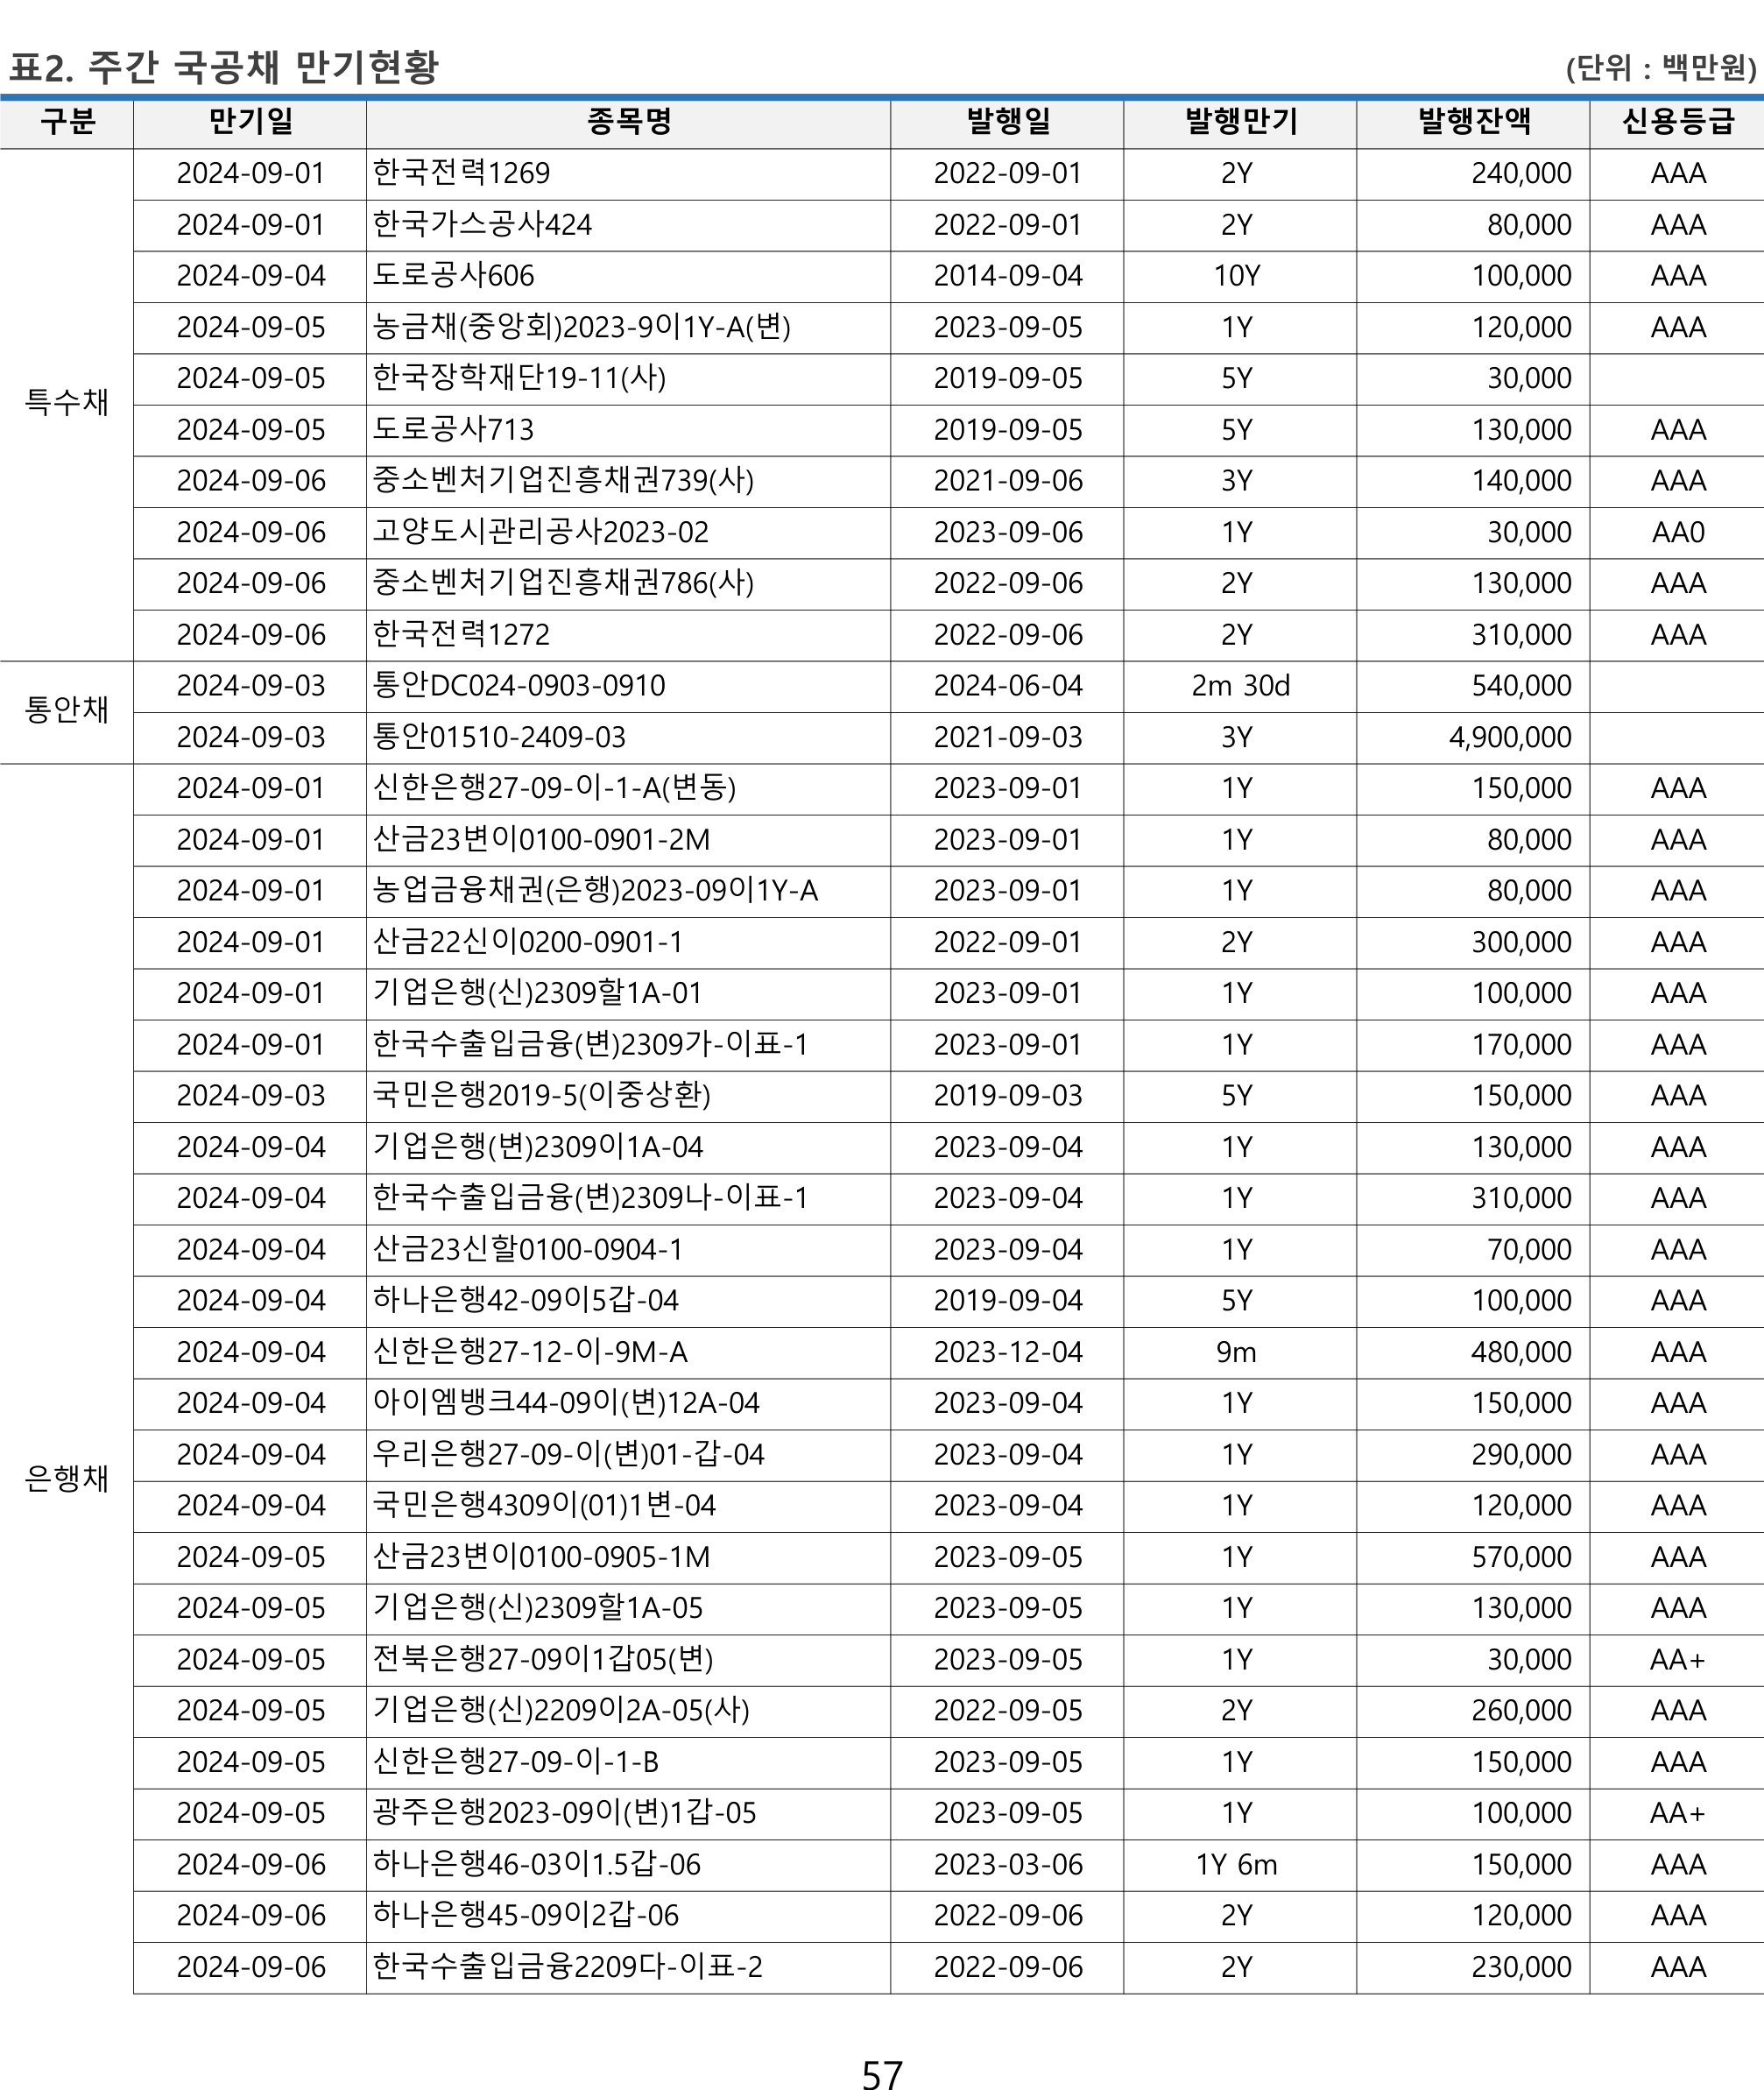 표2. 주간 국공채 만기현황 (단위 : 백만원)
구분 만기일 종목명 발행일 발행만기 발행잔액 신용등급
특수채
2024-09-01 한국전력1269 2022-09-01 2Y 240,000 AAA
2024-09-01 한국가스공사424 2022-09-01 2Y 80,000 AAA
2024-09-04 도로공사606 2014-09-04 10Y 100,000 AAA
2024-09-05 농금채(중앙회)2023-9이1Y-A(변) 2023-09-05 1Y 120,000 AAA
2024-09-05 한국장학재단19-11(사) 2019-09-05 5Y 30,000
2024-09-05 도로공사713 2019-09-05 5Y 130,000 AAA
2024-09-06 중소벤처기업진흥채권739(사) 2021-09-06 3Y 140,000 AAA
2024-09-06 고양도시관리공사2023-02 2023-09-06 1Y 30,000 AA0
2024-09-06 중소벤처기업진흥채권786(사) 2022-09-06 2Y 130,000 AAA
2024-09-06 한국전력1272 2022-09-06 2Y 310,000 AAA
통안채
2024-09-03 통안DC024-0903-0910 2024-06-04 2m 30d 540,000
2024-09-03 통안01510-2409-03 2021-09-03 3Y 4,900,000
은행채
2024-09-01 신한은행27-09-이-1-A(변동) 2023-09-01 1Y 150,000 AAA
2024-09-01 산금23변이0100-0901-2M 2023-09-01 1Y 80,000 AAA
2024-09-01 농업금융채권(은행)2023-09이1Y-A 2023-09-01 1Y 80,000 AAA
2024-09-01 산금22신이0200-0901-1 2022-09-01 2Y 300,000 AAA
2024-09-01 기업은행(신)2309할1A-01 2023-09-01 1Y 100,000 AAA
2024-09-01 한국수출입금융(변)2309가-이표-1 2023-09-01 1Y 170,000 AAA
2024-09-03 국민은행2019-5(이중상환) 2019-09-03 5Y 150,000 AAA
2024-09-04 기업은행(변)2309이1A-04 2023-09-04 1Y 130,000 AAA
2024-09-04 한국수출입금융(변)2309나-이표-1 2023-09-04 1Y 310,000 AAA
2024-09-04 산금23신할0100-0904-1 2023-09-04 1Y 70,000 AAA
2024-09-04 하나은행42-09이5갑-04 2019-09-04 5Y 100,000 AAA
2024-09-04 신한은행27-12-이-9M-A 2023-12-04 9m 480,000 AAA
2024-09-04 아이엠뱅크44-09이(변)12A-04 2023-09-04 1Y 150,000 AAA
2024-09-04 우리은행27-09-이(변)01-갑-04 2023-09-04 1Y 290,000 AAA
2024-09-04 국민은행4309이(01)1변-04 2023-09-04 1Y 120,000 AAA
2024-09-05 산금23변이0100-0905-1M 2023-09-05 1Y 570,000 AAA
2024-09-05 기업은행(신)2309할1A-05 2023-09-05 1Y 130,000 AAA
2024-09-05 전북은행27-09이1갑05(변) 2023-09-05 1Y 30,000 AA+
2024-09-05 기업은행(신)2209이2A-05(사) 2022-09-05 2Y 260,000 AAA
2024-09-05 신한은행27-09-이-1-B 2023-09-05 1Y 150,000 AAA
2024-09-05 광주은행2023-09이(변)1갑-05 2023-09-05 1Y 100,000 AA+
2024-09-06 하나은행46-03이1.5갑-06 2023-03-06 1Y 6m 150,000 AAA
2024-09-06 하나은행45-09이2갑-06 2022-09-06 2Y 120,000 AAA
2024-09-06 한국수출입금융2209다-이표-2 2022-09-06 2Y 230,000 AAA
57